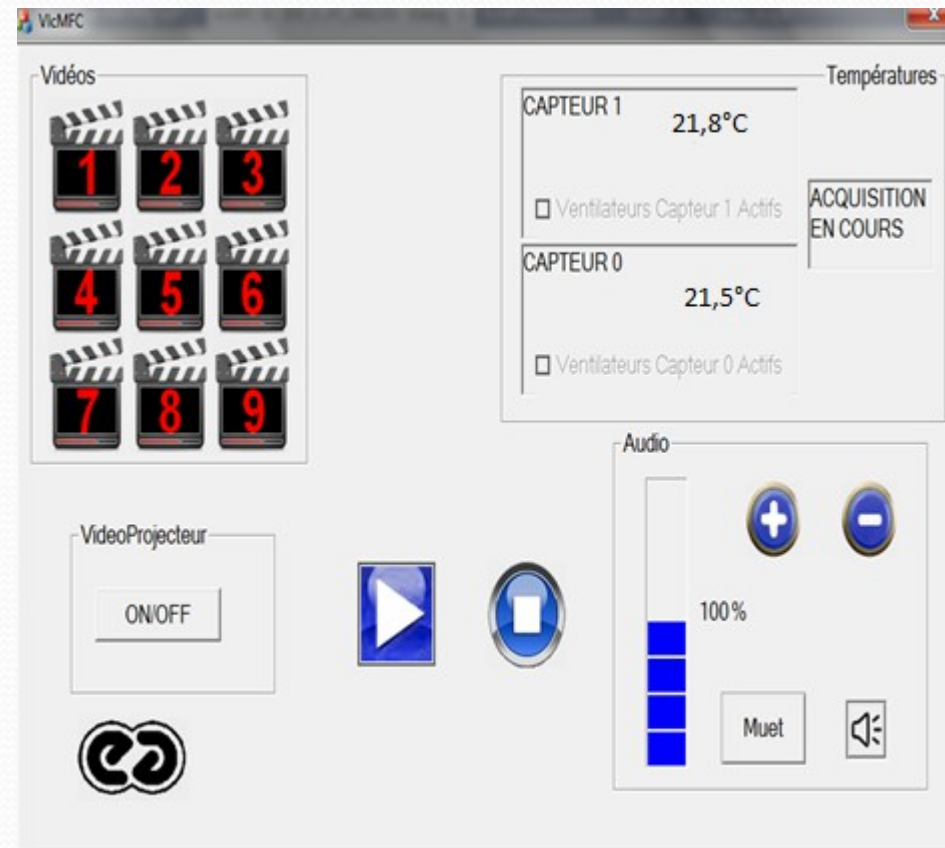 VlcMFC
Vidéos
1 2 3
4 5 6
7 8 9
Températures
CAPTEUR 1
21,8°C
Ventilateurs Capteur 1 Actifs
ACQUISITION
EN COURS
CAPTEUR 0
21,5°C
Ventilateurs Capteur 0 Actifs
Audio
100%
Muet
VideoProjecteur
ON/OFF